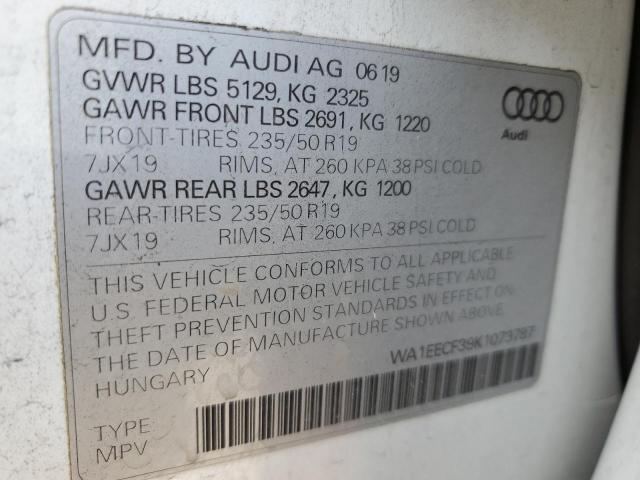 MFD. BY AUDI AG 0619
GVWR LBS 5129, KG 2325
GAWR FRONT LBS 2691, KG 1220
FRONT-TIRES 235/50 R19
7JX19 RIMS, AT 260 KPA 38 PSI COLD
GAWR REAR LBS 2647, KG 1200
REAR-TIRES 235/50 R19
7JX19 RIMS, AT 260 KPA 38 PSI COLD
Audi
THIS VEHICLE CONFORMS TO ALL APPLICABLE
U.S. FEDERAL MOTOR VEHICLE SAFETY AND
THEFT PREVENTION STANDARDS IN EFFECT ON
THE DATE OF MANUFACTURE SHOWN ABOVE.
HUNGARY
WA1EECF39K1073787
TYPE
MPV